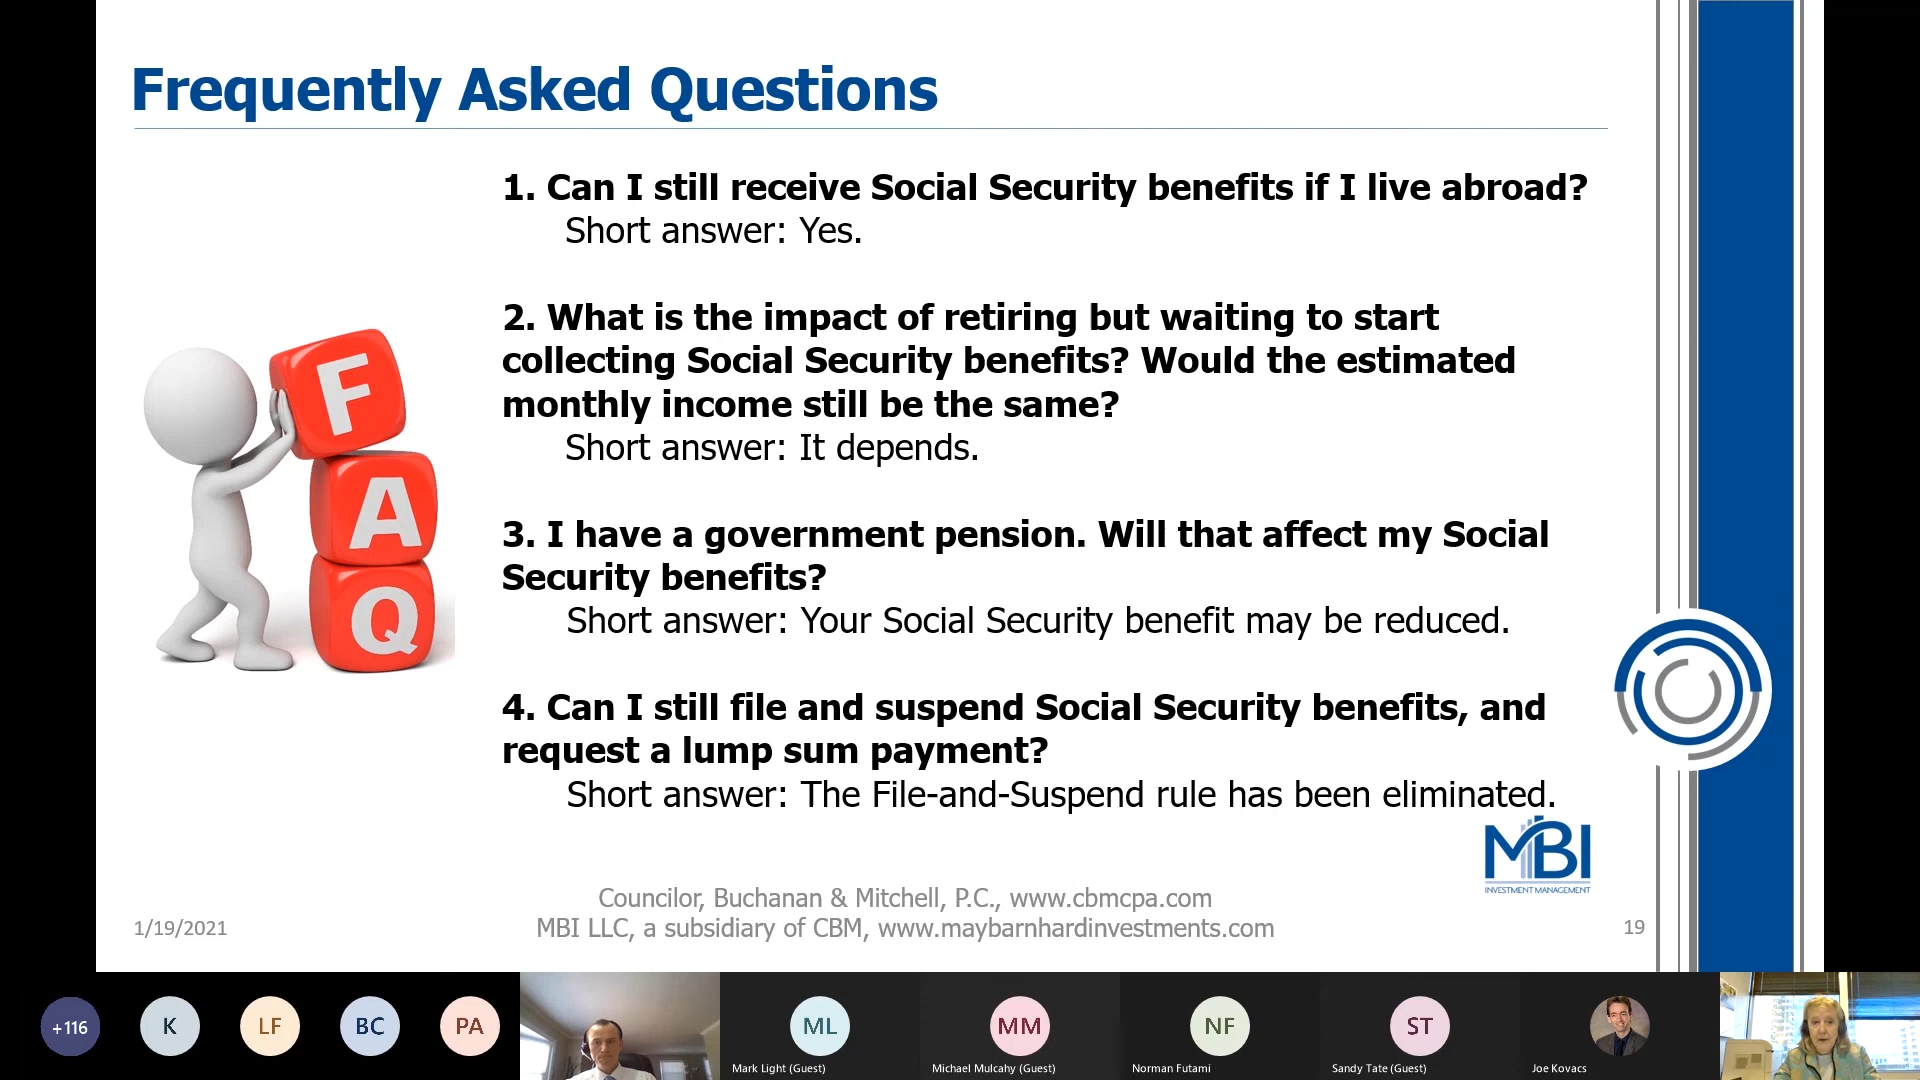 Frequently Asked Questions
1. Can I still receive Social Security benefits if I live abroad?
Short answer: Yes.
2. What is the impact of retiring but waiting to start
collecting Social Security benefits? Would the estimated
monthly income still be the same?
Short answer: It depends.
3. I have a government pension. Will that affect my Social
Security benefits?
Short answer: Your Social Security benefit may be reduced.
4. Can I still file and suspend Social Security benefits, and
request a lump sum payment?
Short answer: The File-and-Suspend rule has been eliminated.
F
A
Q
MBI
INVESTMENT MANAGEMENT
Councilor, Buchanan & Mitchell, P.C., www.cbmcpa.com
MBI LLC, a subsidiary of CBM, www.maybarnhardinvestments.com
1/19/2021
19
+116
K
LF
BC
PA
ML
MM
NF
ST
Mark Light (Guest)
Michael Mulcahy (Guest)
Norman Futami
Sandy Tate (Guest)
Joe Kovacs